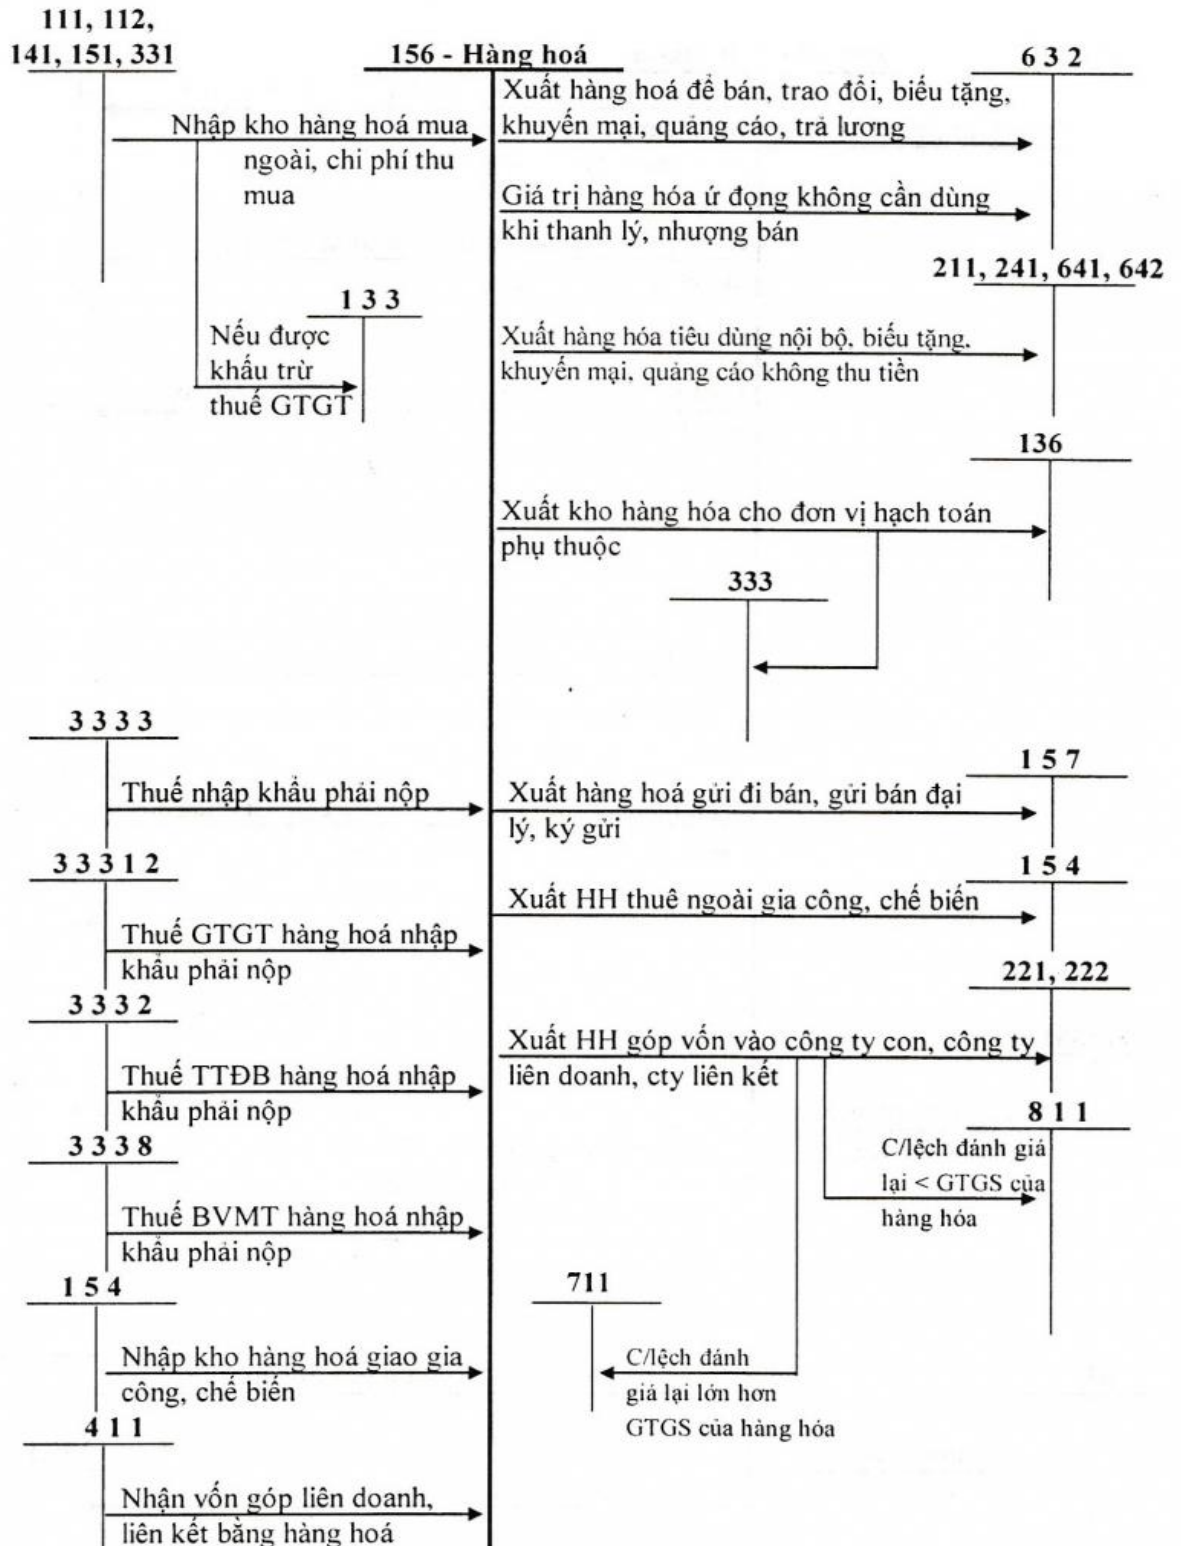 111, 112,
141, 151, 331
156 - Hàng hoá
6 3 2
Xuất hàng hoá để bán, trao đổi, biếu tặng,
khuyến mại, quảng cáo, trả lương
Nhập kho hàng hoá mua
ngoài, chi phí thu
mua
Giá trị hàng hóa ứ đọng không cần dùng
khi thanh lý, nhượng bán
211, 241, 641, 642
1 3 3
Nếu được
khấu trừ
thuế GTGT
Xuất hàng hóa tiêu dùng nội bộ, biếu tặng,
khuyến mại, quảng cáo không thu tiền
136
Xuất kho hàng hóa cho đơn vị hạch toán
phụ thuộc
333
3 3 3 3
Thuế nhập khẩu phải nộp
1 5 7
Xuất hàng hoá gửi đi bán, gửi bán đại
lý, ký gửi
3 3 3 1 2
Thuế GTGT hàng hoá nhập
khẩu phải nộp
1 5 4
Xuất HH thuê ngoài gia công, chế biến
3 3 3 2
Thuế TTĐB hàng hoá nhập
khẩu phải nộp
221, 222
Xuất HH góp vốn vào công ty con, công ty
liên doanh, cty liên kết
8 1 1
C/lệch đánh giá
lại < GTGS của
hàng hóa
3 3 3 8
Thuế BVMT hàng hoá nhập
khẩu phải nộp
1 5 4
Nhập kho hàng hoá giao gia
công, chế biến
711
C/lệch đánh
giá lại lớn hơn
GTGS của hàng hóa
4 1 1
Nhận vốn góp liên doanh,
liên kết bằng hàng hoá